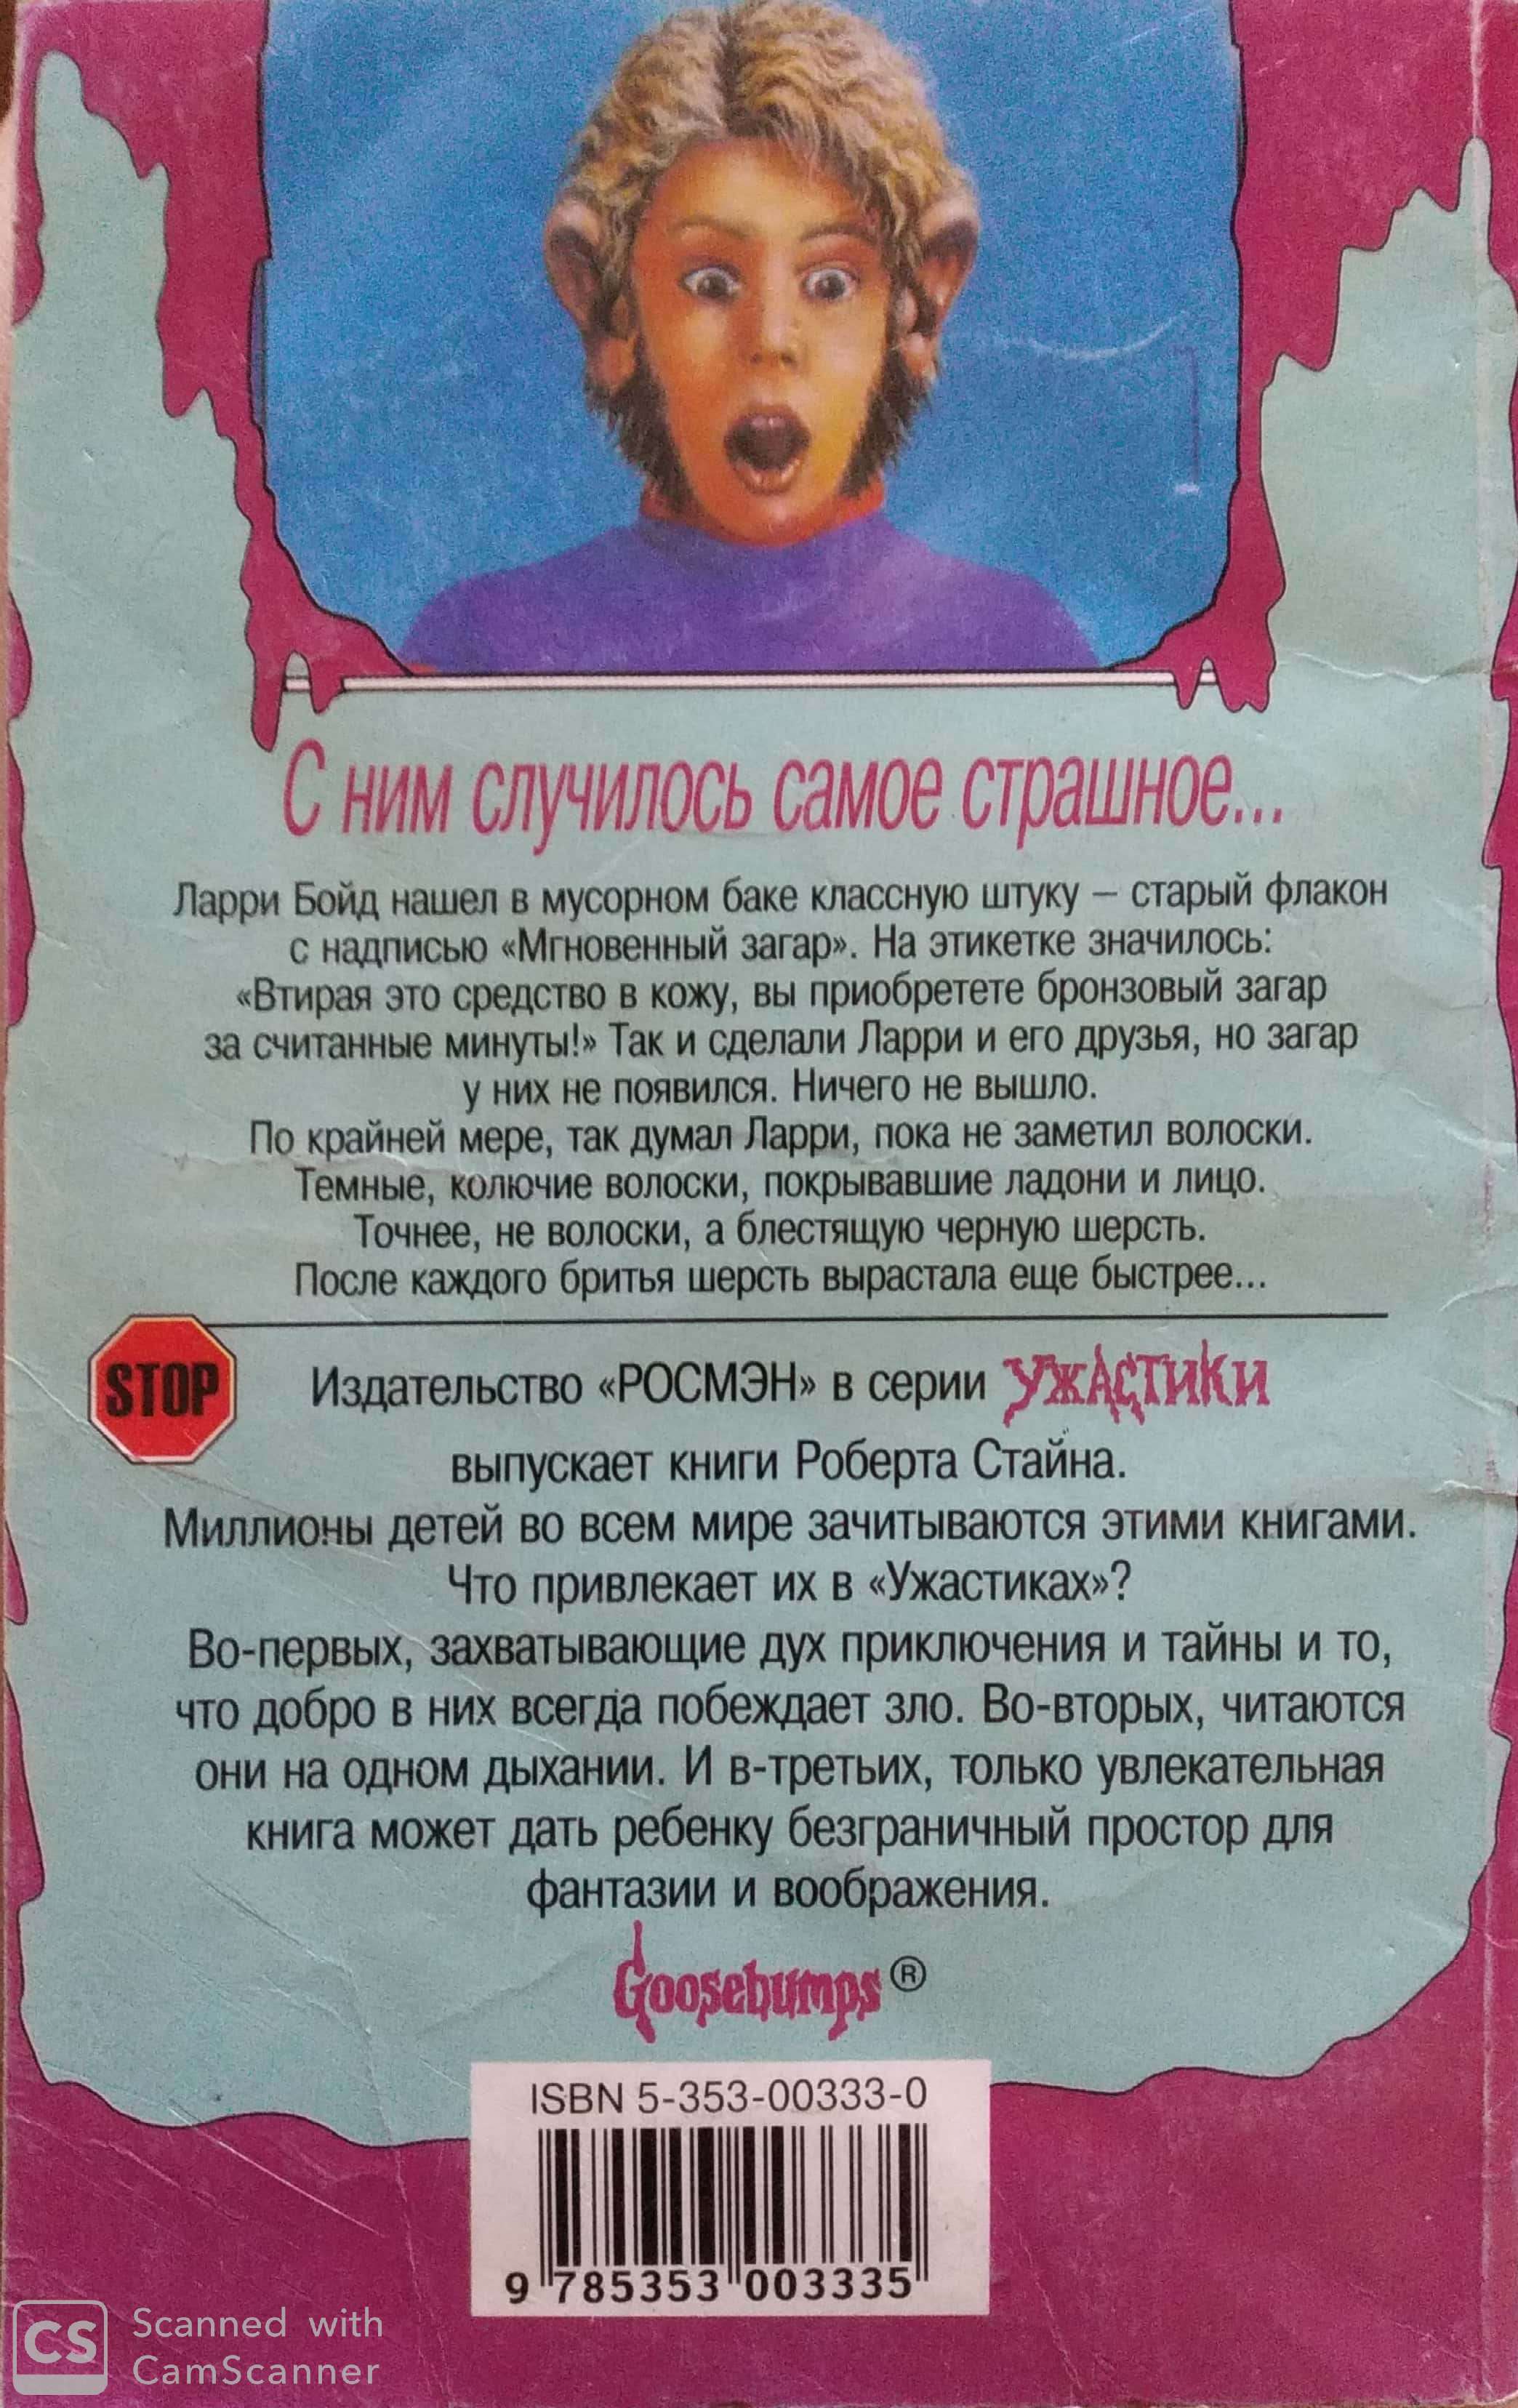 С ним случилось самое страшное...
Ларри Бойд нашел в мусорном баке классную штуку – старый флакон
с надписью «Мгновенный загар». На этикетке значилось:
«Втирая это средство в кожу, вы приобретете бронзовый загар
за считанные минуты!» Так и сделали Ларри и его друзья, но загар
у них не появился. Ничего не вышло.
По крайней мере, так думал Ларри, пока не заметил волоски.
Темные, колючие волоски, покрывавшие ладони и лицо.
Точнее, не волоски, а блестящую черную шерсть.
После каждого бритья шерсть вырастала еще быстрее...
STOP
Издательство «РОСМЭН» в серии УЖАСТИКИ
выпускает книги Роберта Стайна.
Миллионы детей во всем мире зачитываются этими книгами.
Что привлекает их в «Ужастиках»?
Во-первых, захватывающие дух приключения и тайны и то,
что добро в них всегда побеждает зло. Во-вторых, читаются
они на одном дыхании. И в-третьих, только увлекательная
книга может дать ребенку безграничный простор для
фантазии и воображения.
Goosebumps®
ISBN 5-353-00333-0
9 785353 003335
CS
Scanned with
CamScanner